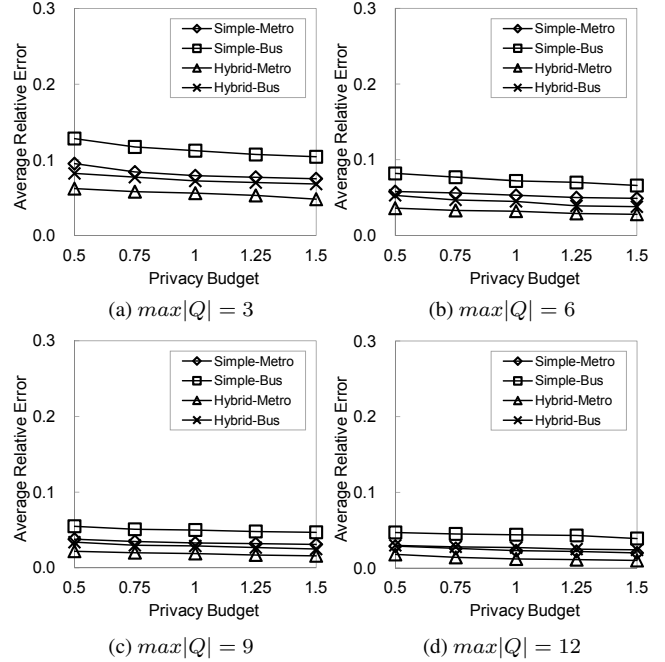 0.3
0.2
0.1
0.0
Average Relative Error
Simple-Metro
Simple-Bus
Hybrid-Metro
Hybrid-Bus
0.5 0.75 1 1.25 1.5
Privacy Budget
(a) max|Q| = 3
0.3
0.2
0.1
0.0
Average Relative Error
Simple-Metro
Simple-Bus
Hybrid-Metro
Hybrid-Bus
0.5 0.75 1 1.25 1.5
Privacy Budget
(b) max|Q| = 6
0.3
0.2
0.1
0.0
Average Relative Error
Simple-Metro
Simple-Bus
Hybrid-Metro
Hybrid-Bus
0.5 0.75 1 1.25 1.5
Privacy Budget
(c) max|Q| = 9
0.3
0.2
0.1
0.0
Average Relative Error
Simple-Metro
Simple-Bus
Hybrid-Metro
Hybrid-Bus
0.5 0.75 1 1.25 1.5
Privacy Budget
(d) max|Q| = 12